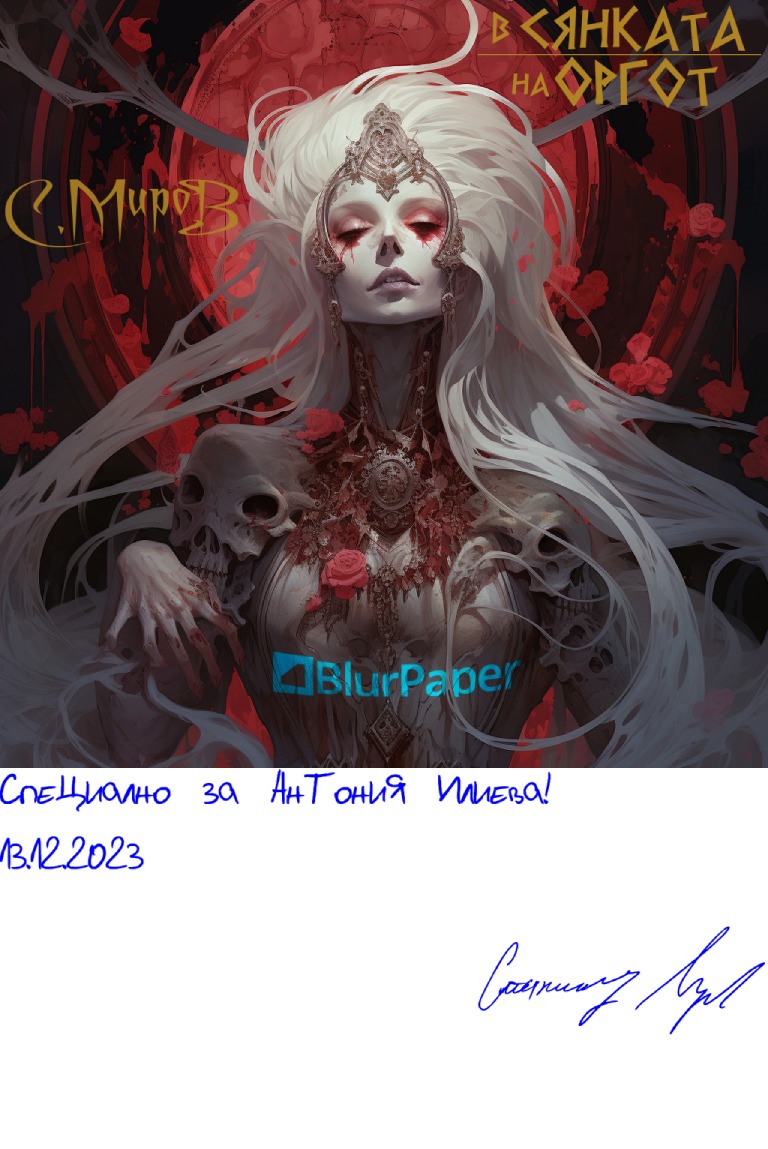 В СЯНКАТА
НА ОРГОТ
С. МироВ
BlurPaper
Специално за Антония Илиева!
13.12.2023